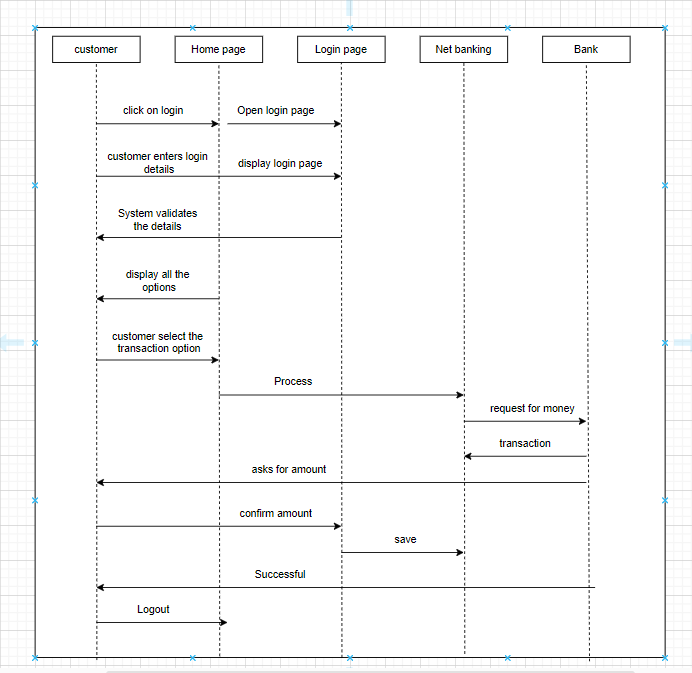 customer
Home page
Login page
Net banking
Bank
click on login
Open login page
customer enters login
details
display login page
System validates
the details
display all the
options
customer select the
transaction option
Process
request for money
transaction
asks for amount
confirm amount
save
Successful
Logout